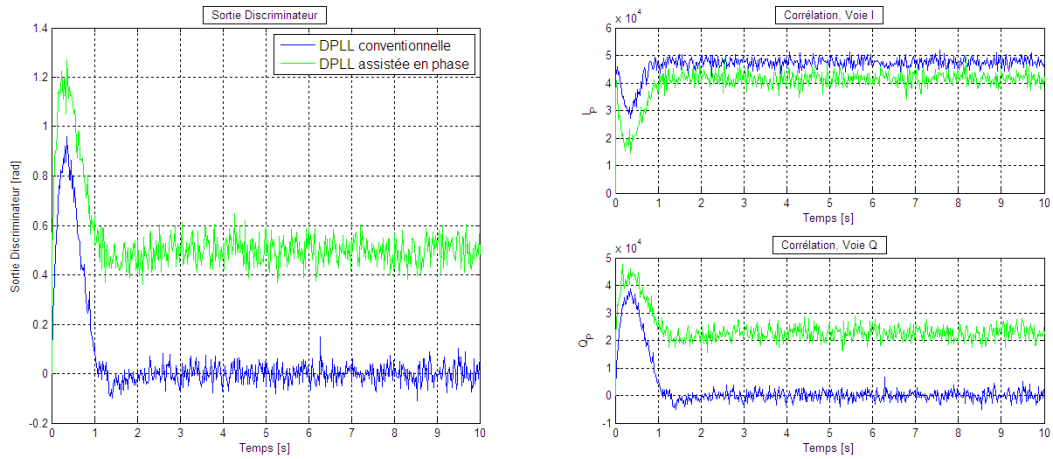 Sortie Discriminateur
1.4
1.2
1
0.8
0.6
0.4
0.2
0
-0.2
Sortie Discriminateur [rad]
DPLL conventionnelle
DPLL assistée en phase
0 1 2 3 4 5 6 7 8 9 10
Temps [s]
Corrélation, Voie I
x 10^4
6
5
4
3
2
1
0
I_P
0 1 2 3 4 5 6 7 8 9 10
Temps [s]
Corrélation, Voie Q
x 10^4
5
4
3
2
1
0
-1
Q_P
0 1 2 3 4 5 6 7 8 9 10
Temps [s]